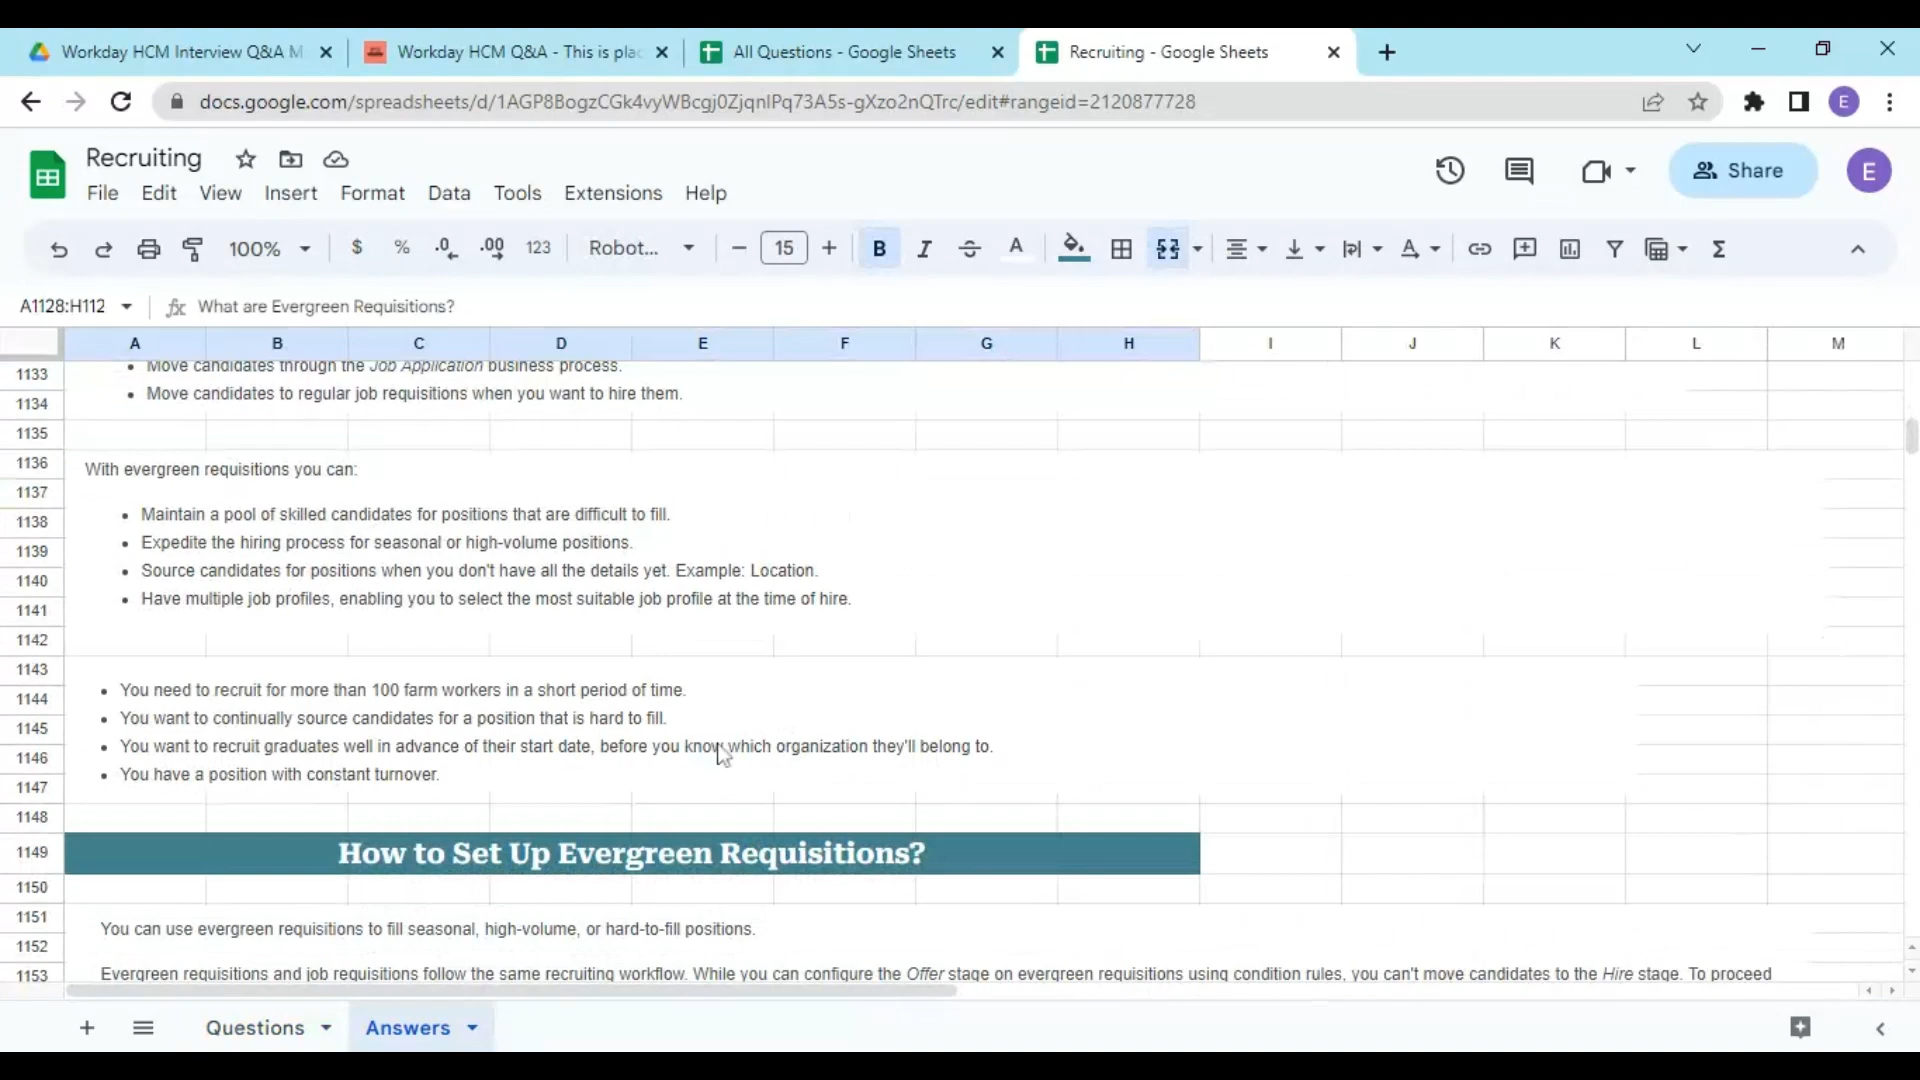 Workday HCM Interview Q&A M
Workday HCM Q&A - This is plac
All Questions - Google Sheets
Recruiting - Google Sheets
docs.google.com/spreadsheets/d/1AGP8BogzCGk4vyWBcgj0ZjqnIPq73A5s-gXzo2nQTrc/edit#rangeid=2120877728
E
Recruiting
File Edit View Insert Format Data Tools Extensions Help
Share
E
100% $ % .0 .00 123 Robot... 15 B I A
A1128:H112 fx What are Evergreen Requisitions?
A B C D E F G H I J K L M
1133 Move candidates through the Job Application business process.
1134 Move candidates to regular job requisitions when you want to hire them.
1135
1136 With evergreen requisitions you can:
1137
1138 Maintain a pool of skilled candidates for positions that are difficult to fill.
1139 Expedite the hiring process for seasonal or high-volume positions.
1140 Source candidates for positions when you don't have all the details yet. Example: Location.
1141 Have multiple job profiles, enabling you to select the most suitable job profile at the time of hire.
1142
1143
1144 You need to recruit for more than 100 farm workers in a short period of time.
1145 You want to continually source candidates for a position that is hard to fill.
1146 You want to recruit graduates well in advance of their start date, before you know which organization they'll belong to.
1147 You have a position with constant turnover.
1148
1149 How to Set Up Evergreen Requisitions?
1150
1151 You can use evergreen requisitions to fill seasonal, high-volume, or hard-to-fill positions.
1152
1153 Evergreen requisitions and job requisitions follow the same recruiting workflow. While you can configure the Offer stage on evergreen requisitions using condition rules, you can't move candidates to the Hire stage. To proceed
Questions Answers